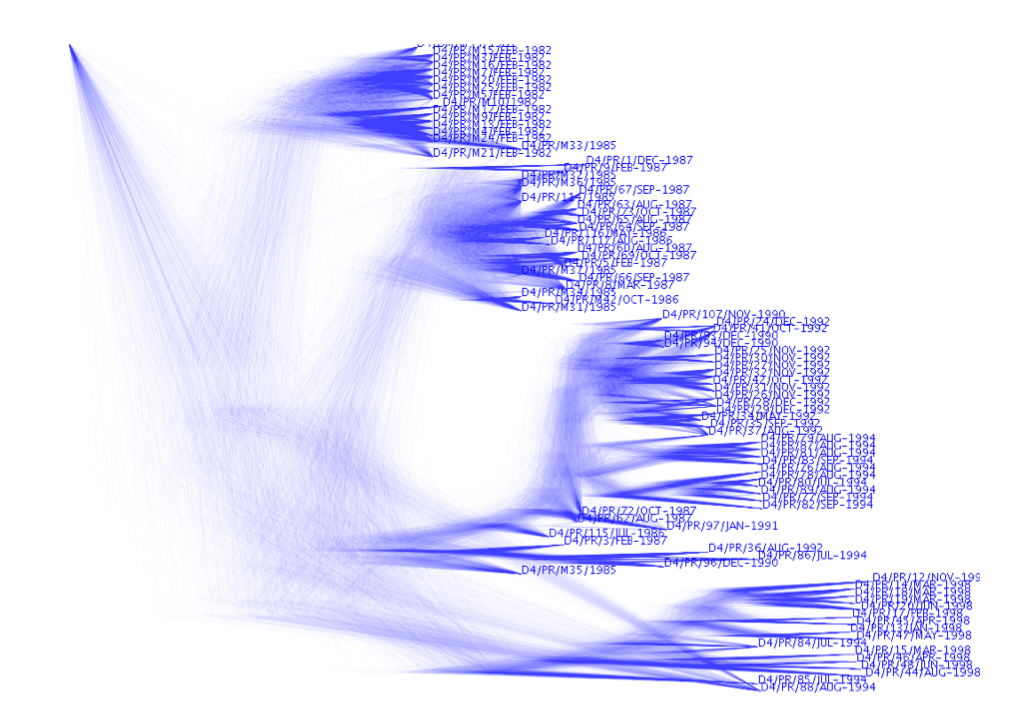 D4/PR/M15/FEB-1982
D4/PR/M3/FEB-1982
D4/PR/M16/FEB-1982
D4/PR/M7/FEB-1982
D4/PR/M20/FEB-1982
D4/PR/M25/FEB-1982
D4/PR/M5/FEB-1982
D4/PR/M10/1982
D4/PR/M12/FEB-1982
D4/PR/M9/FEB-1982
D4/PR/M13/FEB-1982
D4/PR/M4/FEB-1982
D4/PR/M24/FEB-1982
D4/PR/M33/1985
D4/PR/M21/FEB-1982
D4/PR/1/DEC-1987
D4/PR/9/FEB-1987
D4/PR/M32/1985
D4/PR/M36/1985
D4/PR/67/SEP-1987
D4/PR/114/1985
D4/PR/63/AUG-1987
D4/PR/73/OCT-1987
D4/PR/65/AUG-1987
D4/PR/64/SEP-1987
D4/PR/116/MAY-1986
D4/PR/117/AUG-1986
D4/PR/60/AUG-1987
D4/PR/69/OCT-1987
D4/PR/5/FEB-1987
D4/PR/M37/1985
D4/PR/66/SEP-1987
D4/PR/8/MAR-1987
D4/PR/M34/1985
D4/PR/M42/OCT-1986
D4/PR/M31/1985
D4/PR/107/NOV-1990
D4/PR/24/DEC-1992
D4/PR/41/OCT-1992
D4/PR/94/DEC-1990
D4/PR/25/NOV-1992
D4/PR/30/NOV-1992
D4/PR/27/NOV-1992
D4/PR/32/NOV-1992
D4/PR/42/OCT-1992
D4/PR/31/NOV-1992
D4/PR/26/NOV-1992
D4/PR/28/DEC-1992
D4/PR/29/DEC-1992
D4/PR/34/MAY-1992
D4/PR/35/SEP-1992
D4/PR/37/AUG-1992
D4/PR/79/AUG-1994
D4/PR/87/AUG-1994
D4/PR/81/AUG-1994
D4/PR/83/SEP-1994
D4/PR/76/AUG-1994
D4/PR/78/AUG-1994
D4/PR/80/JUL-1994
D4/PR/89/AUG-1994
D4/PR/77/SEP-1994
D4/PR/82/SEP-1994
D4/PR/72/OCT-1987
D4/PR/62/AUG-1987
D4/PR/97/JAN-1991
D4/PR/115/JUL-1986
D4/PR/3/FEB-1987
D4/PR/36/AUG-1992
D4/PR/86/JUL-1994
D4/PR/96/DEC-1990
D4/PR/M35/1985
D4/PR/12/NOV-199
D4/PR/14/MAR-1998
D4/PR/18/MAR-1998
D4/PR/19/MAR-1998
D4/PR/20/JUN-1998
D4/PR/17/FEB-1998
D4/PR/45/APR-1998
D4/PR/13/JAN-1998
D4/PR/47/MAY-1998
D4/PR/84/JUL-1994
D4/PR/15/MAR-1998
D4/PR/46/APR-1998
D4/PR/48/JUN-1998
D4/PR/44/AUG-1998
D4/PR/85/JUL-1994
D4/PR/88/AUG-1994